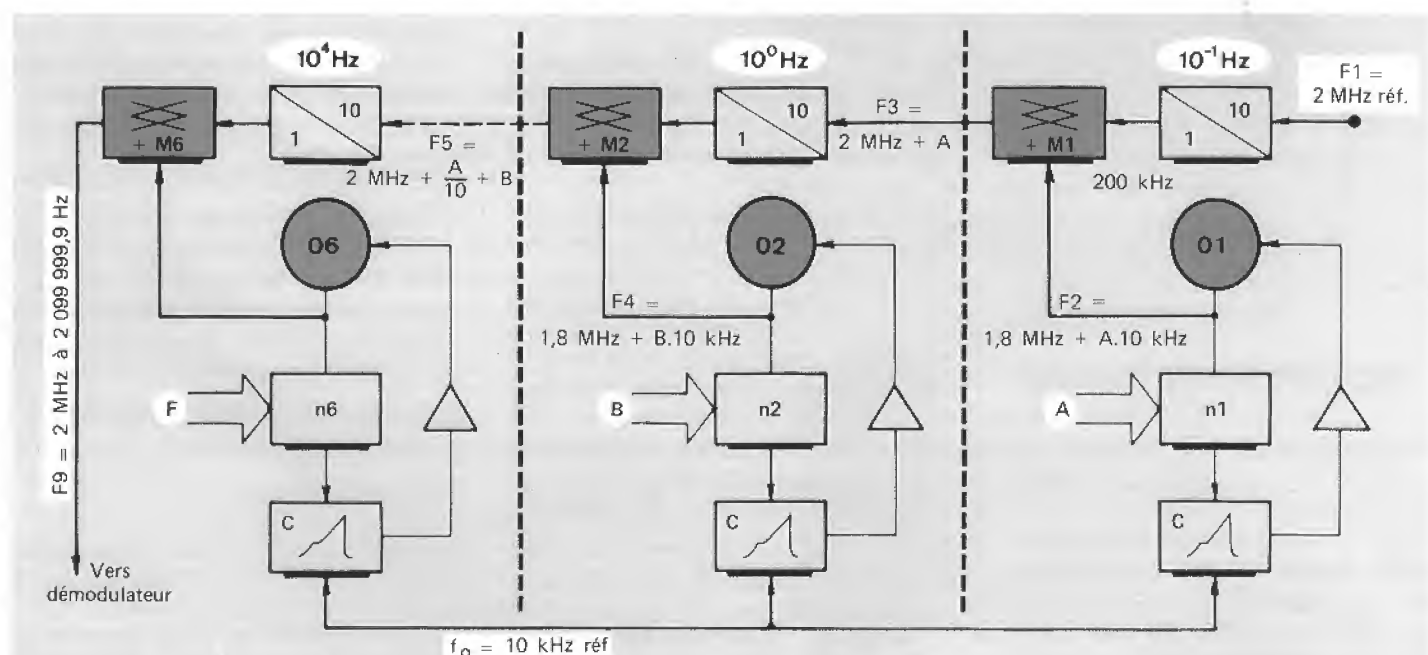 10⁴Hz
10⁰Hz
10⁻¹Hz
F1 =
2 MHz réf.
+ M6
10
1
F5 =
2 MHz + A/10 + B
+ M2
10
1
F3 =
2 MHz + A
+ M1
10
1
200 kHz
F9 = 2 MHz à 2 099 999,9 Hz
O6
O2
O1
F4 =
1,8 MHz + B.10 kHz
F2 =
1,8 MHz + A.10 kHz
F
n6
B
n2
A
n1
C
C
C
Vers
démodulateur
f₀ = 10 kHz réf